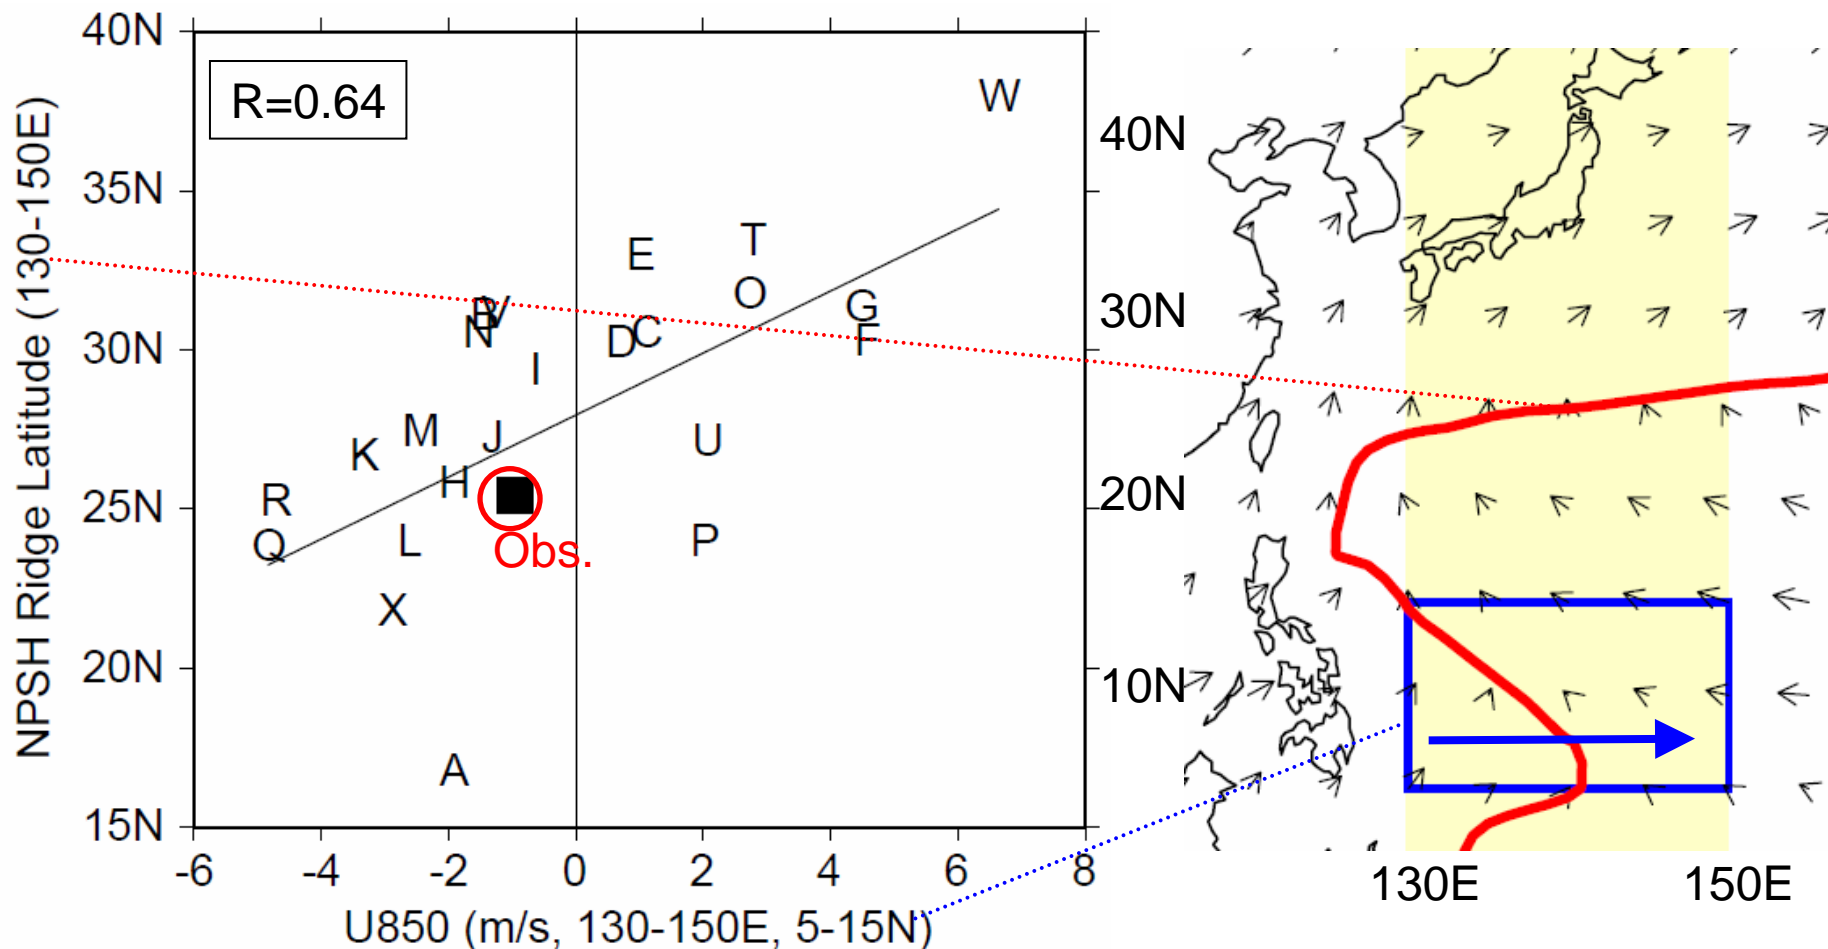 40N
35N
30N
25N
20N
15N
NPSH Ridge Latitude (130-150E)
R=0.64
W
T
E
O
G
F
B
V
N
D
C
I
M
J
K
U
H
R
Q
L
P
X
A
Obs.
-6 -4 -2 0 2 4 6 8
U850 (m/s, 130-150E, 5-15N)
40N
30N
20N
10N
130E 150E